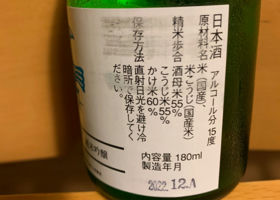 日本酒 アルコール分 15度
原材料名 米(国産)
米こうじ(国産米)
精米歩合 酒母米55%
こうじ米55%
かけ米60%
保存方法 直射日光を避け冷
暗所で保存してく
ださい。
内容量 180ml
製造年月
2022.12.A
吟醸